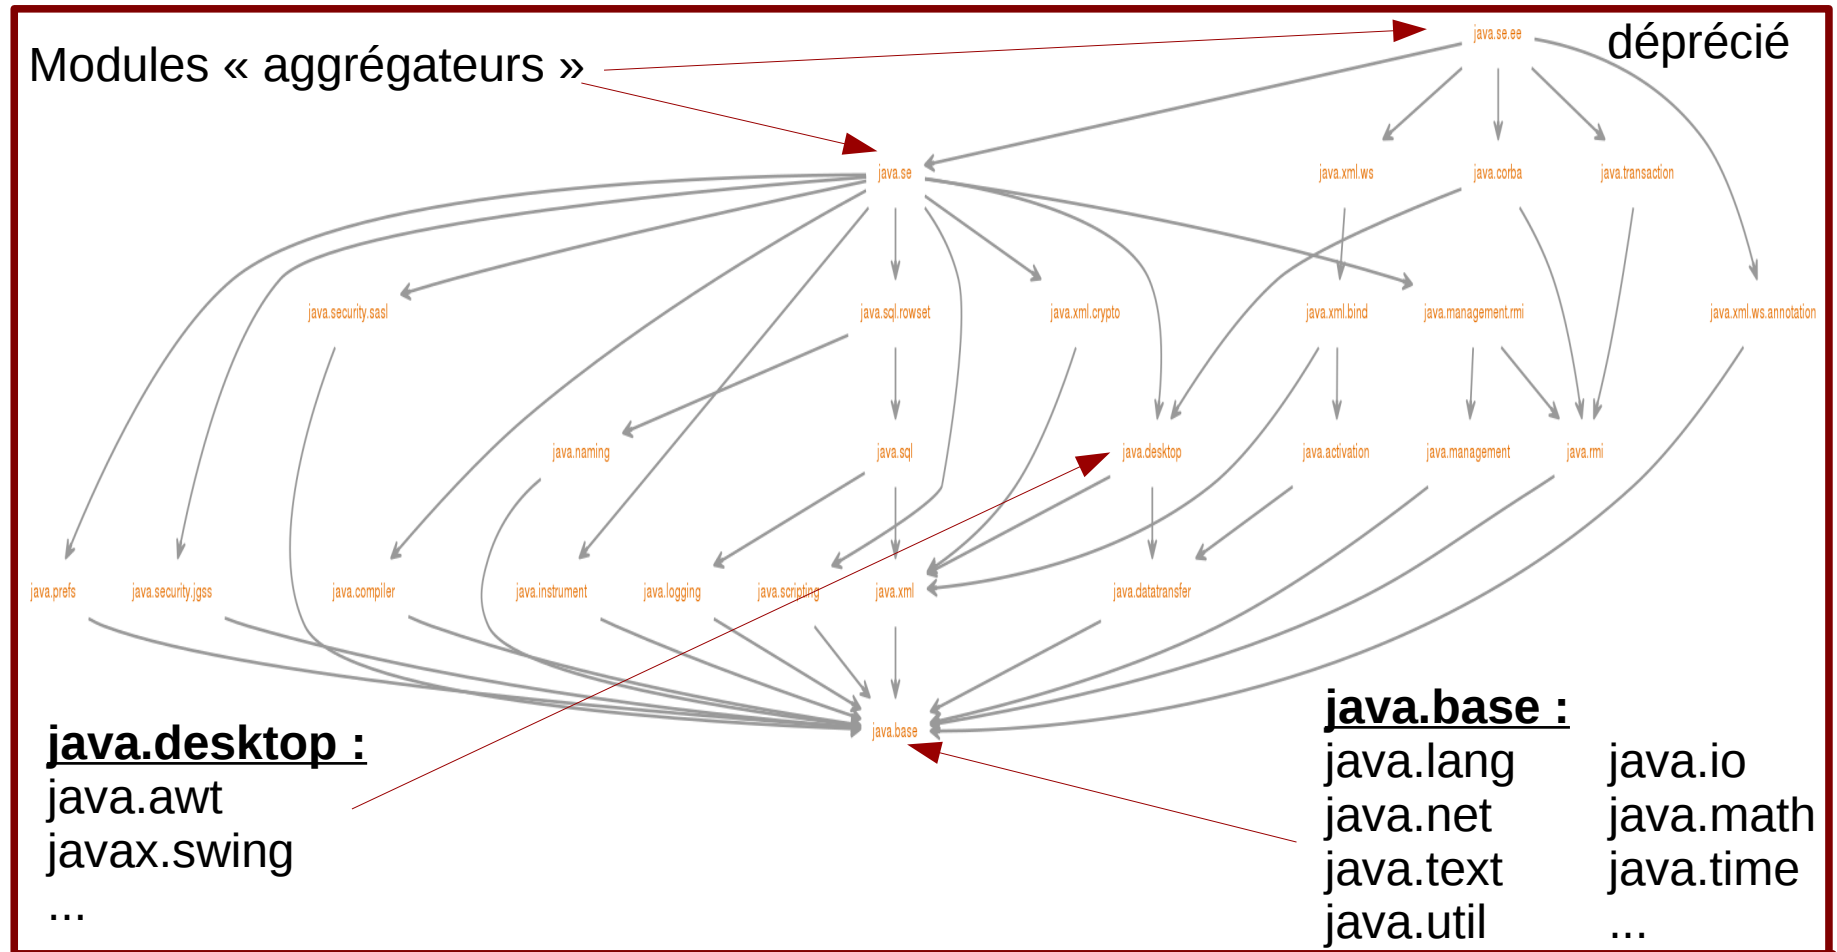 java.se.ee
déprécié
Modules « aggrégateurs »
java.se
java.xml.ws
java.corba
java.transaction
java.security.sasl
java.sql.rowset
java.xml.crypto
java.xml.bind
java.management.rmi
java.xml.ws.annotation
java.naming
java.sql
java.desktop
java.activation
java.management
java.rmi
java.prefs
java.security.jgss
java.compiler
java.instrument
java.logging
java.scripting
java.xml
java.datatransfer
java.base
java.desktop :
java.awt
javax.swing
...
java.base :
java.lang java.io
java.net java.math
java.text java.time
java.util ...